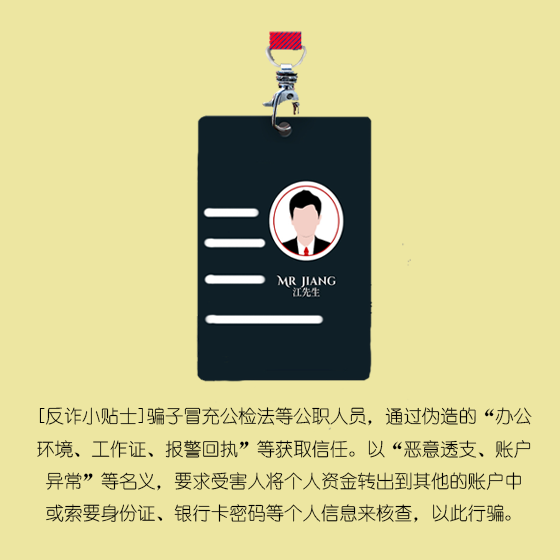 MR JIANG
江先生
[反诈小贴士]骗子冒充公检法等公职人员，通过伪造的“办公
环境、工作证、报警回执”等获取信任。以“恶意透支、账户
异常”等名义，要求受害人将个人资金转出到其他的账户中
或索要身份证、银行卡密码等个人信息来核查，以此行骗。